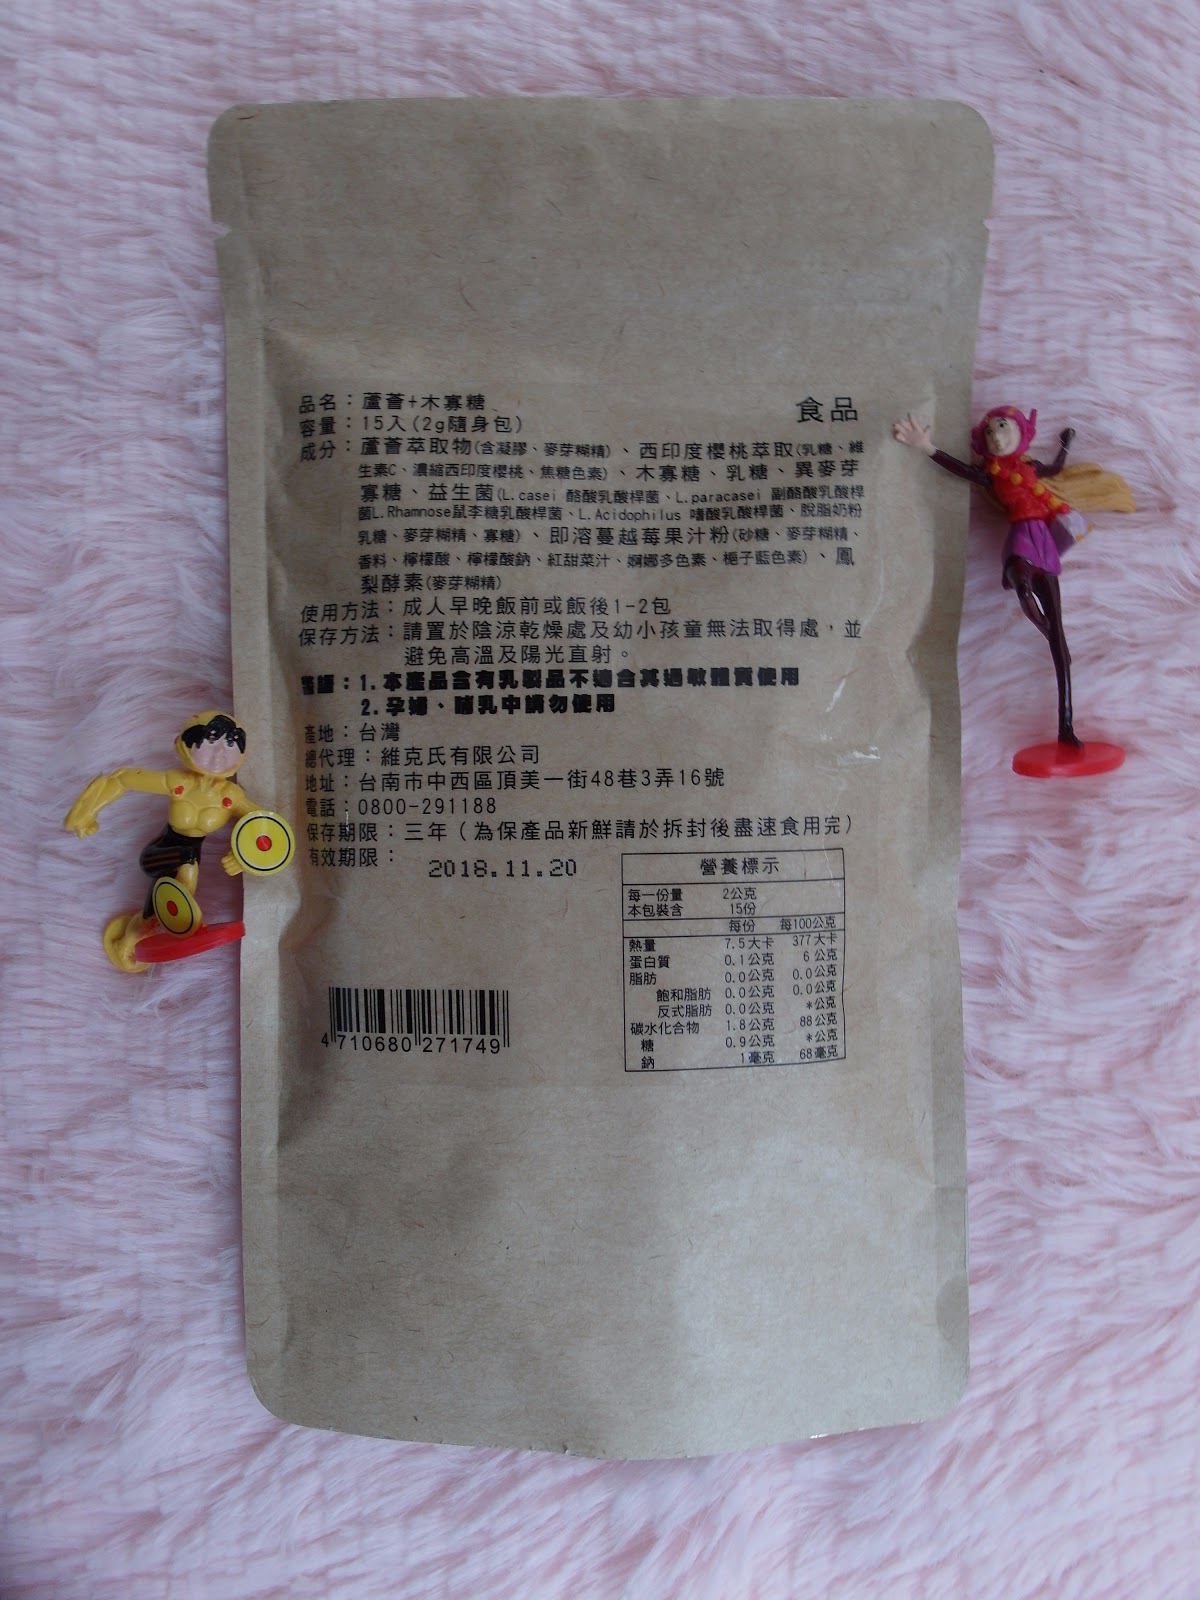 品名：蘆薈+木寡糖
食品
容量：15入(2g隨身包)
成分：蘆薈萃取物(含凝膠、麥芽糊精)、西印度櫻桃萃取(乳糖、維
生素C、濃縮西印度櫻桃、焦糖色素)、木寡糖、乳糖、異麥芽
寡糖、益生菌(L.casei 酪酸乳酸桿菌、L.paracasei 副酪酸乳酸桿
菌L.Rhamnose鼠李糖乳酸桿菌、L.Acidophilus 嗜酸乳酸桿菌、脫脂奶粉
乳糖、麥芽糊精、寡糖)、即溶蔓越莓果汁粉(砂糖、麥芽糊精、
香料、檸檬酸、檸檬酸鈉、紅甜菜汁、婀娜多色素、梔子藍色素)、鳳
梨酵素(麥芽糊精)
使用方法：成人早晚飯前或飯後1-2包
保存方法：請置於陰涼乾燥處及幼小孩童無法取得處，並
避免高溫及陽光直射。
警語：1.本產品含有乳製品不適合其過敏體質使用
2.孕婦、哺乳中請勿使用
產地：台灣
總代理：維克氏有限公司
地址：台南市中西區頂美一街48巷3弄16號
電話：0800-291188
保存期限：三年（為保產品新鮮請於拆封後盡速食用完）
有效期限：
2018.11.20
營養標示
每一份量 2公克
本包裝含 15份
每份 每100公克
熱量 7.5大卡 377大卡
蛋白質 0.1公克 6公克
脂肪 0.0公克 0.0公克
飽和脂肪 0.0公克 0.0公克
反式脂肪 0.0公克 *公克
碳水化合物 1.8公克 88公克
糖 0.9公克 *公克
鈉 1毫克 68毫克
4 710680 271749